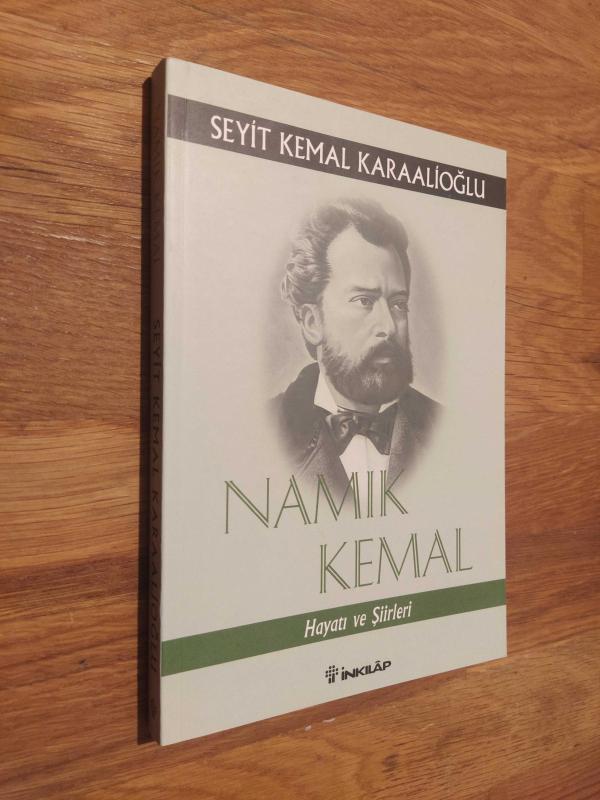 SEYİT KEMAL KARAALİOĞLU
NAMIK
KEMAL
Hayatı ve Şiirleri
İNKILÂP
SEYİT KEMAL KARAALİOĞLU